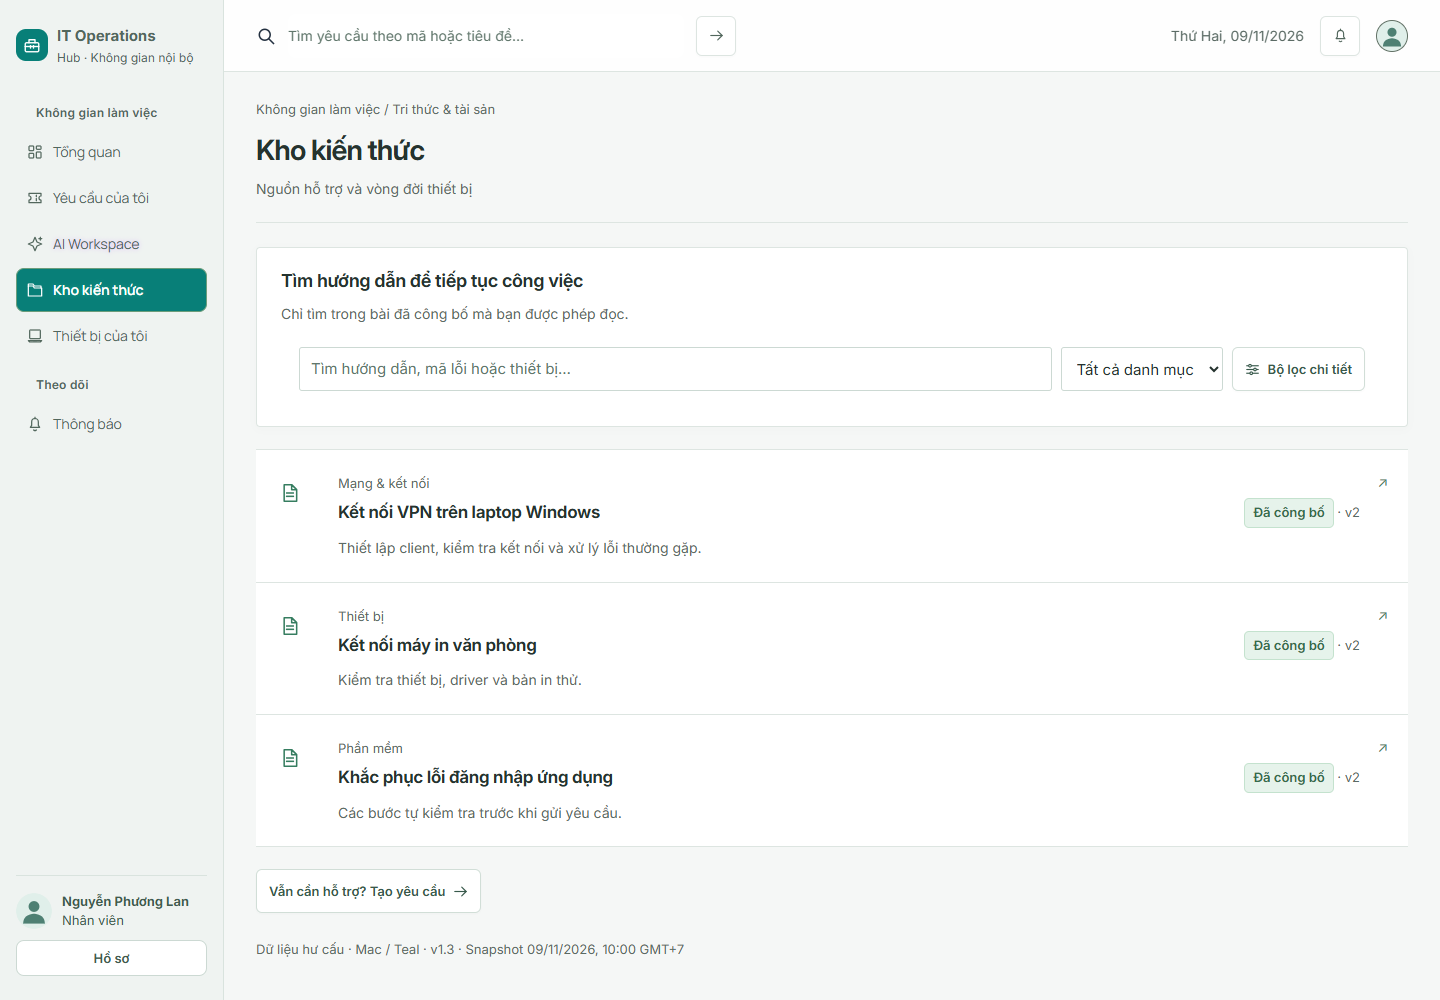 IT Operations
Hub · Không gian nội bộ
Không gian làm việc
Tổng quan
Yêu cầu của tôi
AI Workspace
Kho kiến thức
Thiết bị của tôi
Theo dõi
Thông báo
Nguyễn Phương Lan
Nhân viên
Hồ sơ
Tìm yêu cầu theo mã hoặc tiêu đề...
Thứ Hai, 09/11/2026
Không gian làm việc / Tri thức & tài sản
Kho kiến thức
Nguồn hỗ trợ và vòng đời thiết bị
Tìm hướng dẫn để tiếp tục công việc
Chỉ tìm trong bài đã công bố mà bạn được phép đọc.
Tìm hướng dẫn, mã lỗi hoặc thiết bị...
Tất cả danh mục
Bộ lọc chi tiết
Mạng & kết nối
Kết nối VPN trên laptop Windows
Đã công bố · v2
Thiết lập client, kiểm tra kết nối và xử lý lỗi thường gặp.
Thiết bị
Kết nối máy in văn phòng
Đã công bố · v2
Kiểm tra thiết bị, driver và bản in thử.
Phần mềm
Khắc phục lỗi đăng nhập ứng dụng
Đã công bố · v2
Các bước tự kiểm tra trước khi gửi yêu cầu.
Vẫn cần hỗ trợ? Tạo yêu cầu
Dữ liệu hư cấu · Mac / Teal · v1.3 · Snapshot 09/11/2026, 10:00 GMT+7